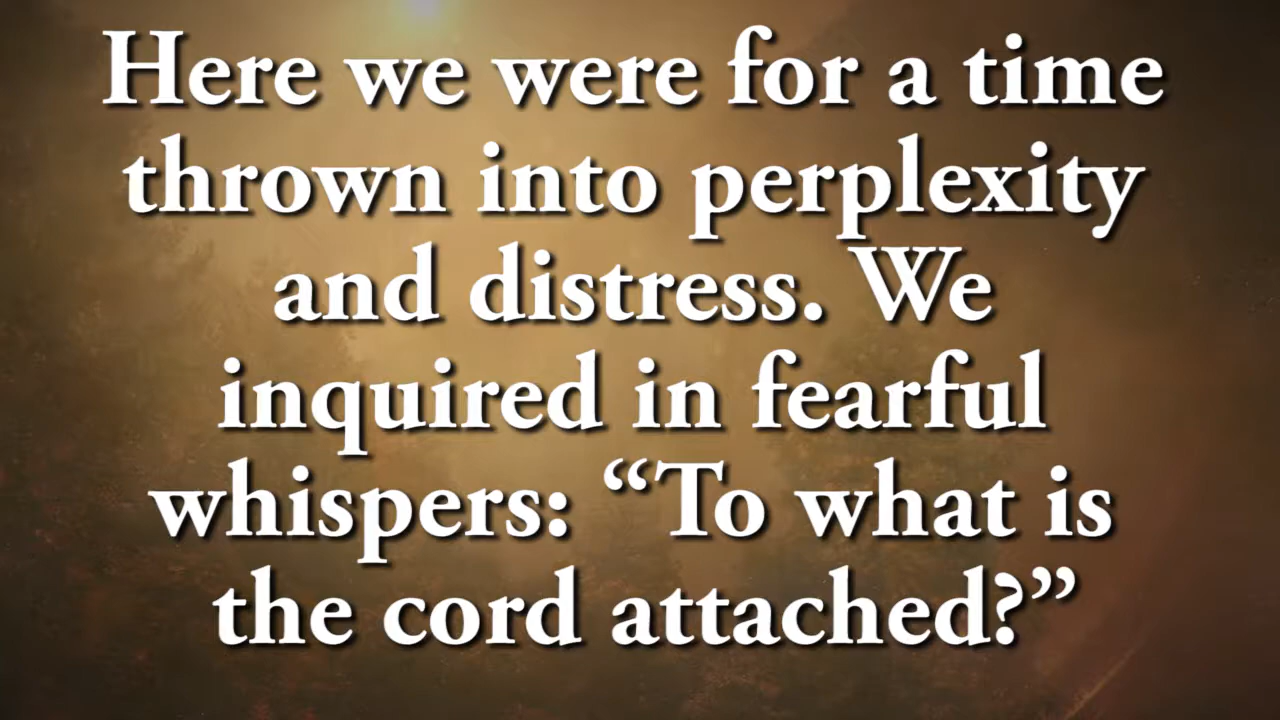 Here we were for a time
thrown into perplexity
and distress. We
inquired in fearful
whispers: “To what is
the cord attached?”